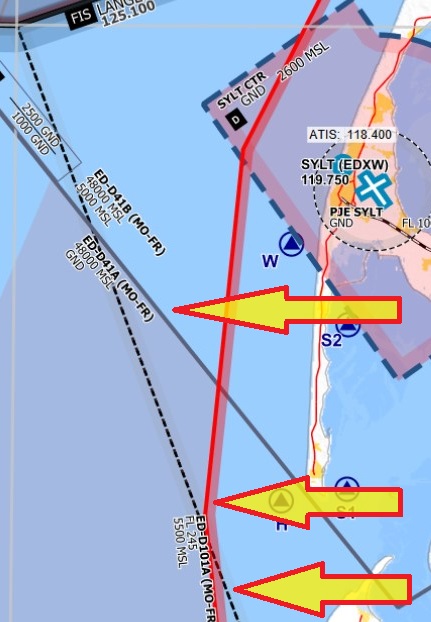 FIS LANGE
125.100
2600 MSL
SYLT CTR
GND
D
ATIS: 118.400
2500 GND
1000 GND
SYLT (EDXW)
119.750
PJE SYLT
GND
FL 10
ED-D41B (MO-FR)
48000 MSL
5000 MSL
W
ED-D41A (MO-FR)
48000 MSL
GND
S2
S1
H
ED-D101A (MO-FR
FL 245
5500 MSL